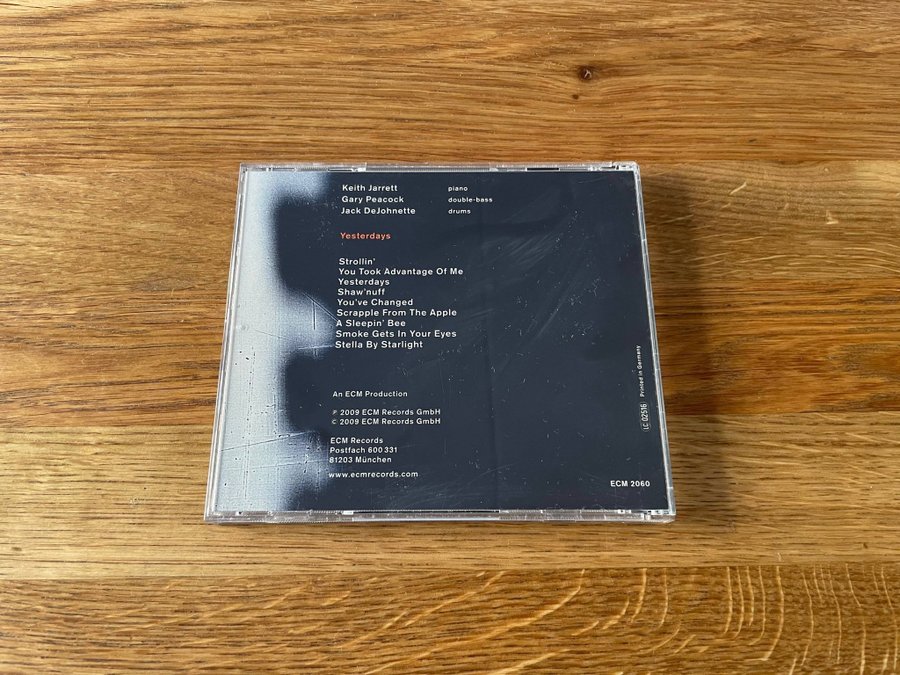 Keith Jarrett piano
Gary Peacock double-bass
Jack DeJohnette drums
Yesterdays
Strollin'
You Took Advantage Of Me
Yesterdays
Shaw'nuff
You've Changed
Scrapple From The Apple
A Sleepin' Bee
Smoke Gets In Your Eyes
Stella By Starlight
An ECM Production
℗ 2009 ECM Records GmbH
© 2009 ECM Records GmbH
ECM Records
Postfach 600 331
81203 München
www.ecmrecords.com
ECM 2060
LC 02516 Printed in Germany